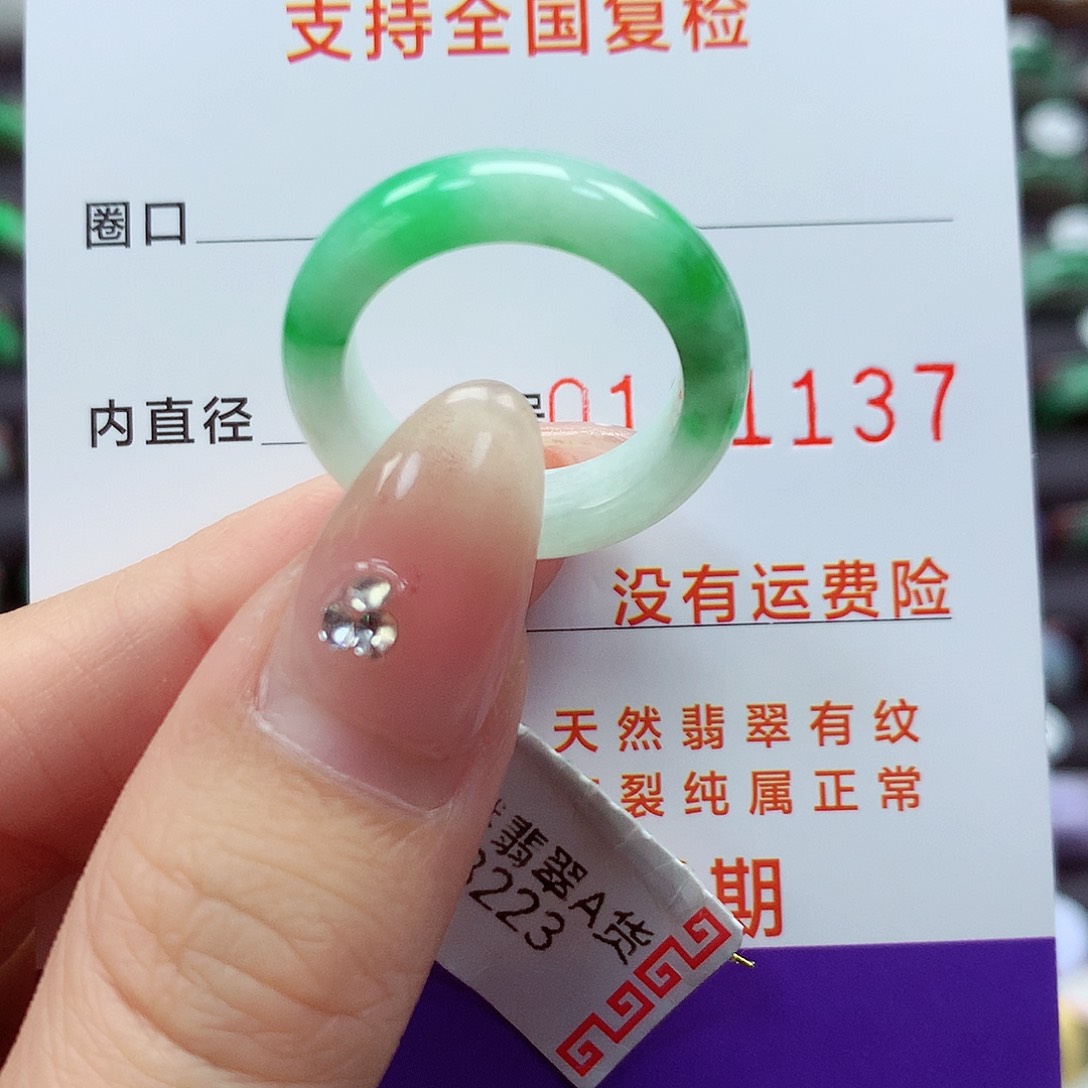 支持全国复检
圈口
内直径
01 1137
没有运费险
天然翡翠有纹
裂纯属正常
期
翡翠A货
3223